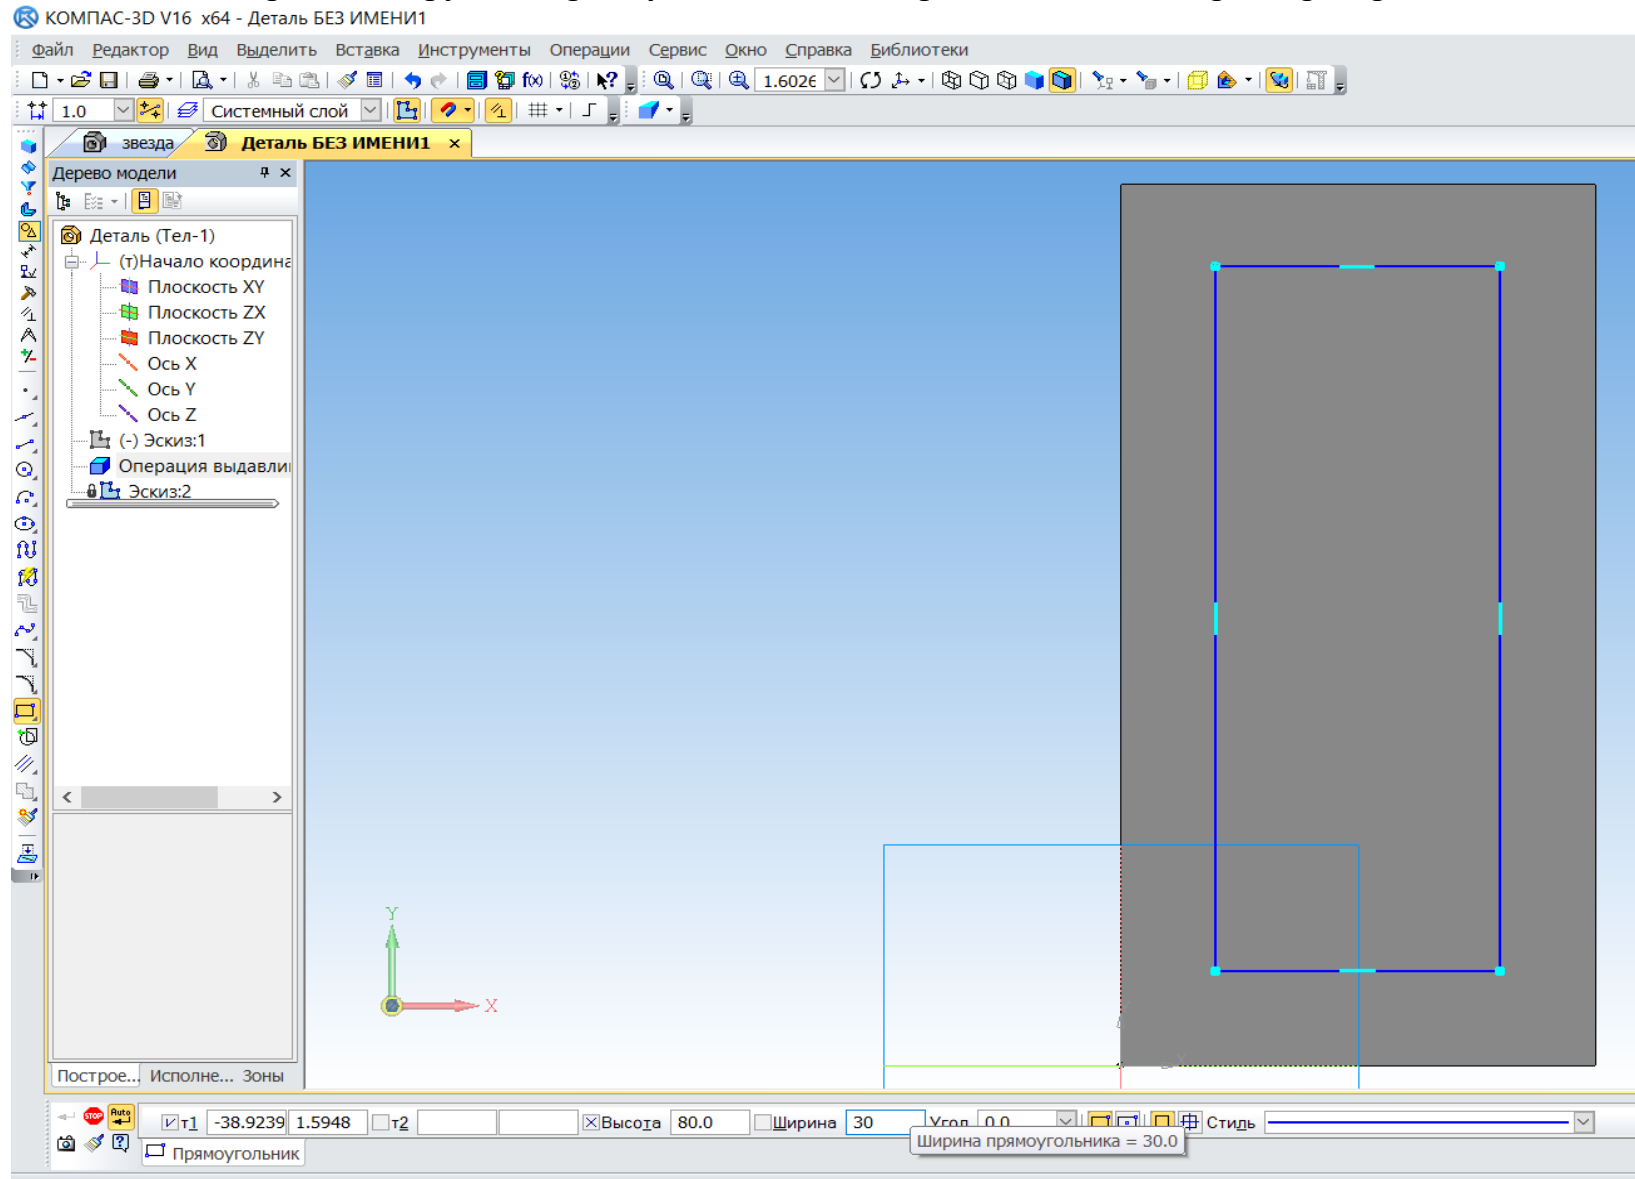 КОМПАС-3D V16 x64 - Деталь БЕЗ ИМЕНИ1
Файл Редактор Вид Выделить Вставка Инструменты Операции Сервис Окно Справка Библиотеки
1.6026
1.0 Системный слой
звезда Деталь БЕЗ ИМЕНИ1
Дерево модели
Деталь (Тел-1)
(т)Начало координа
Плоскость XY
Плоскость ZX
Плоскость ZY
Ось X
Ось Y
Ось Z
(-) Эскиз:1
Операция выдавли
Эскиз:2
Y
X
Построе... Исполне... Зоны
STOP Auto т1 -38.9239 1.5948 т2 Высота 80.0 Ширина 30 Угол 0.0 Стиль
Ширина прямоугольника = 30.0
Прямоугольник